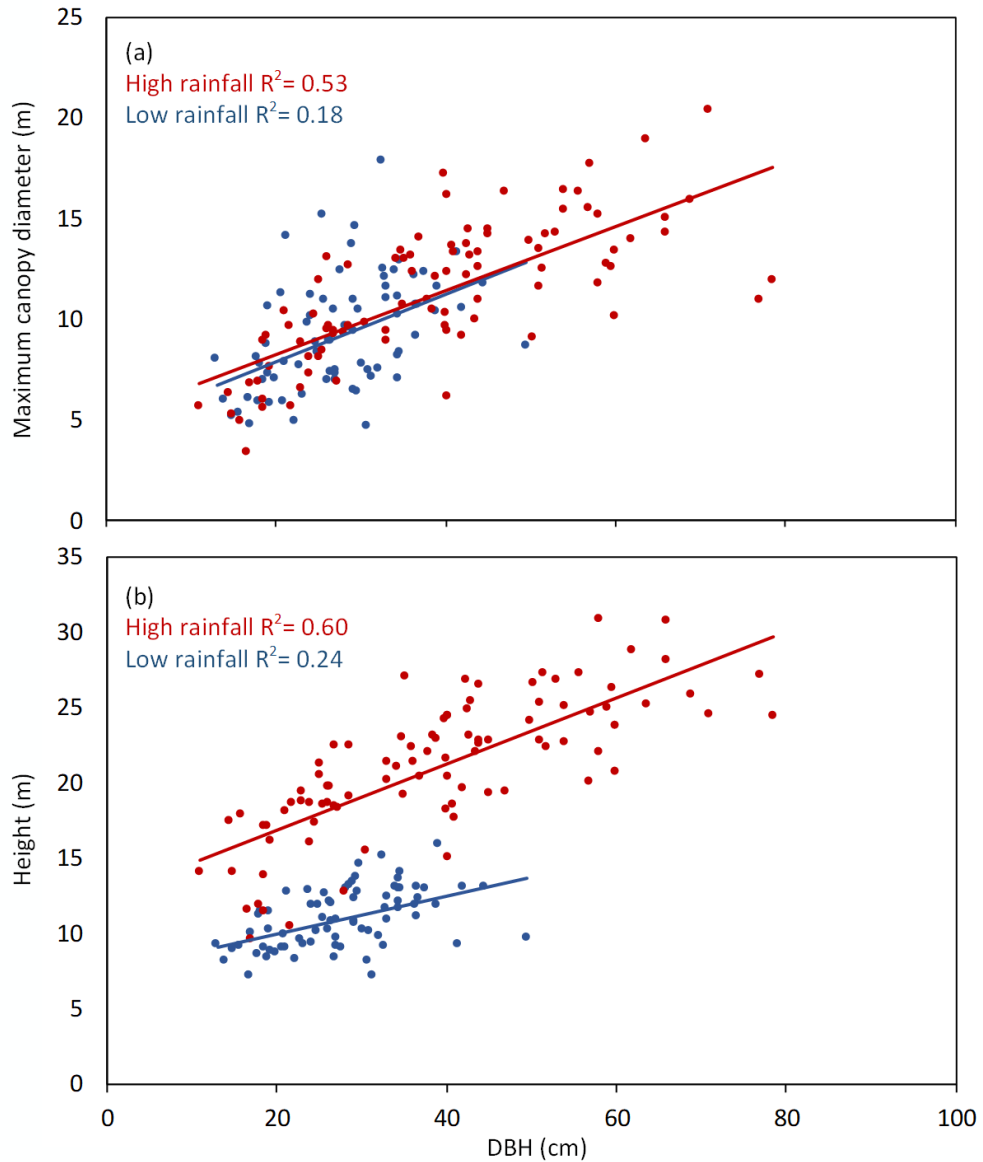 25
20
15
10
5
0
Maximum canopy diameter (m)
(a)
High rainfall R²= 0.53
Low rainfall R²= 0.18
35
30
25
20
15
10
5
0
Height (m)
(b)
High rainfall R²= 0.60
Low rainfall R²= 0.24
0 20 40 60 80 100
DBH (cm)